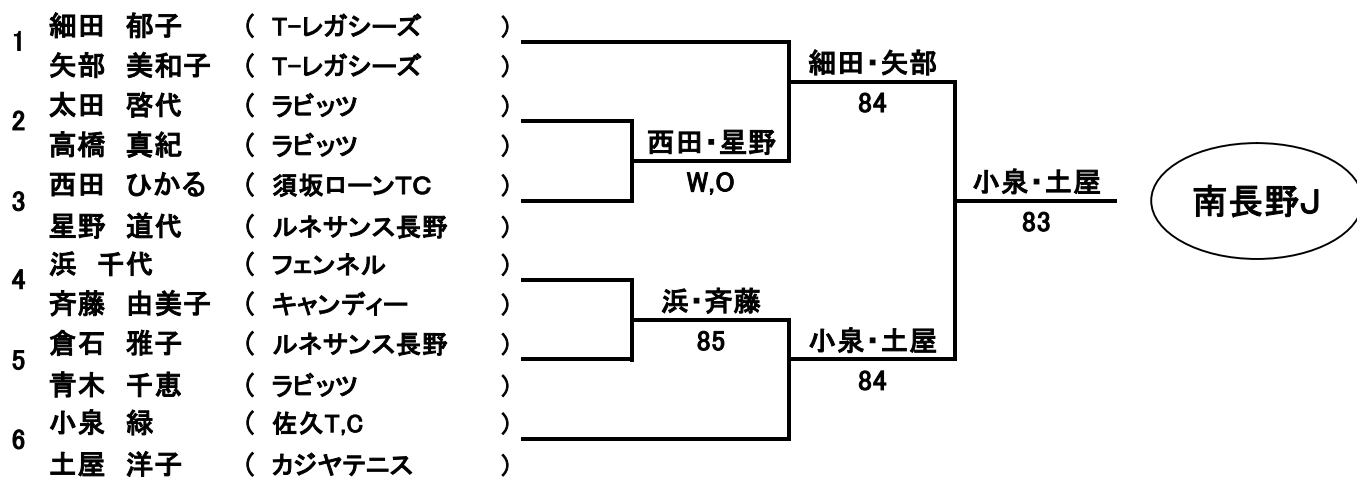 1
細田 郁子 ( T-レガシーズ )
矢部 美和子 ( T-レガシーズ )
2
太田 啓代 ( ラビッツ )
高橋 真紀 ( ラビッツ )
3
西田 ひかる ( 須坂ローンTC )
星野 道代 ( ルネサンス長野 )
4
浜 千代 ( フェンネル )
斉藤 由美子 ( キャンディー )
5
倉石 雅子 ( ルネサンス長野 )
青木 千恵 ( ラビッツ )
6
小泉 緑 ( 佐久T,C )
土屋 洋子 ( カジヤテニス )
西田・星野
W,O
浜・斉藤
85
細田・矢部
84
小泉・土屋
84
小泉・土屋
83
南長野J